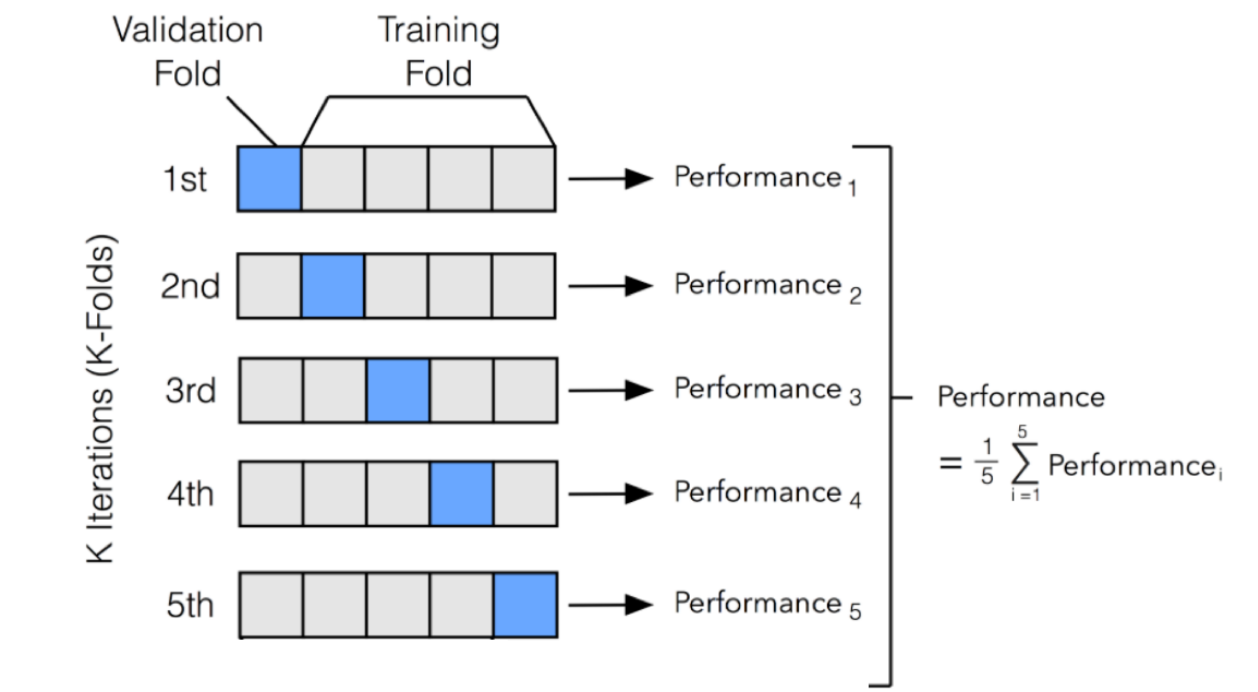 Validation
Fold
Training
Fold
K Iterations (K-Folds)
1st
Performance 1
2nd
Performance 2
3rd
Performance 3
4th
Performance 4
5th
Performance 5
Performance
= 1/5 5∑i=1 Performancei